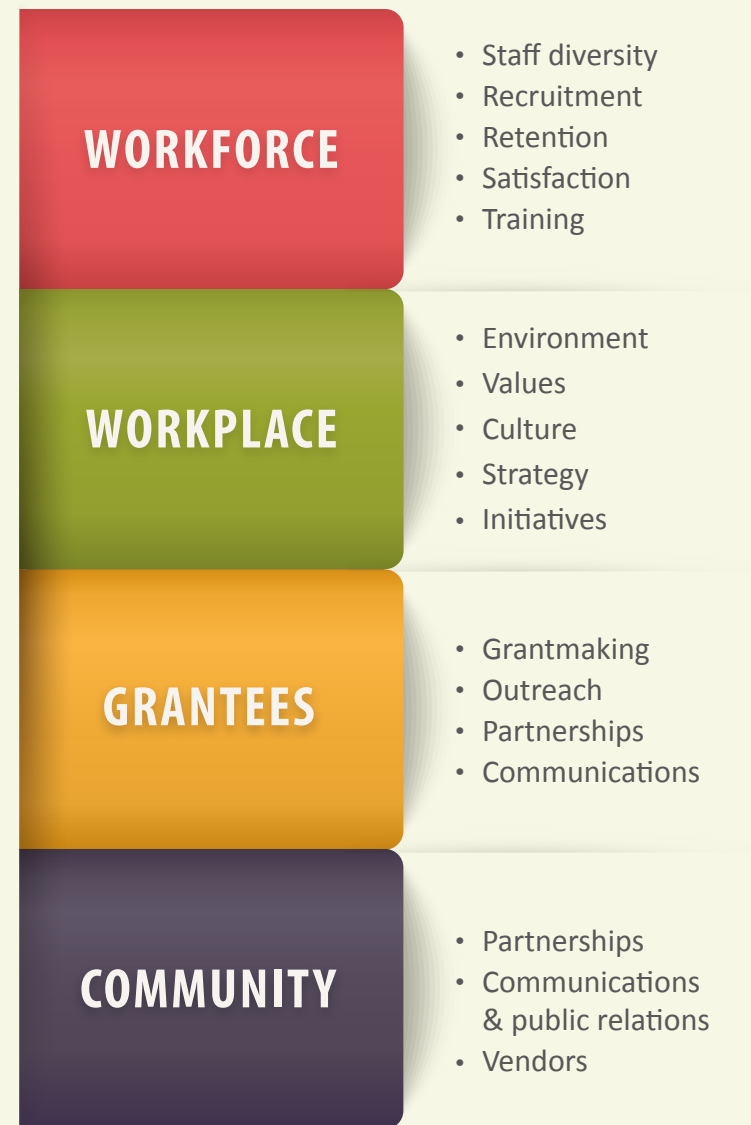 WORKFORCE
• Staff diversity
• Recruitment
• Retention
• Satisfaction
• Training
WORKPLACE
• Environment
• Values
• Culture
• Strategy
• Initiatives
GRANTEES
• Grantmaking
• Outreach
• Partnerships
• Communications
COMMUNITY
• Partnerships
• Communications
& public relations
• Vendors